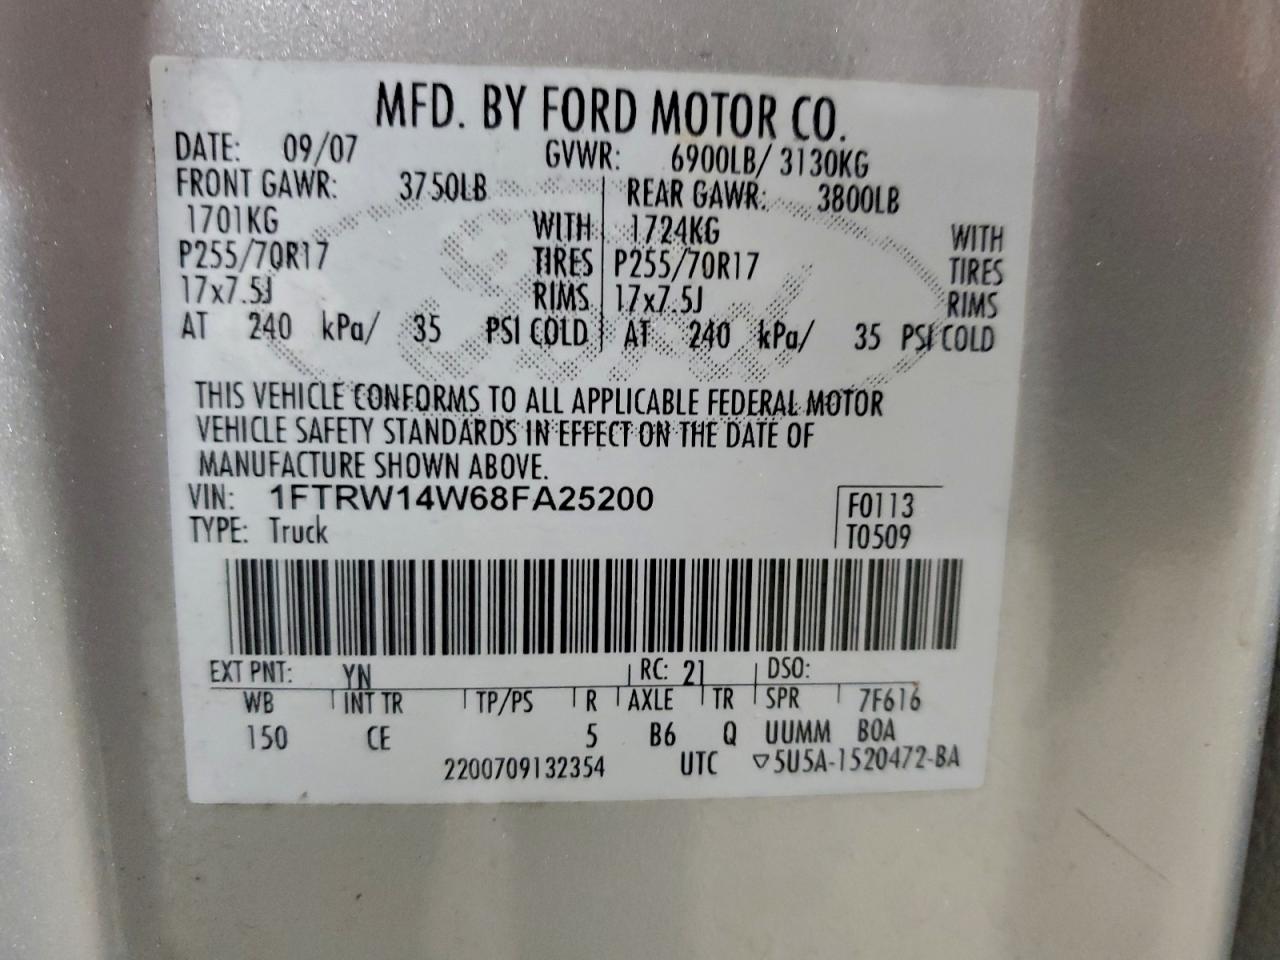 MFD. BY FORD MOTOR CO.
DATE: 09/07 GVWR: 6900LB/ 3130KG
FRONT GAWR: 3750LB REAR GAWR: 3800LB
1701KG WITH 1724KG WITH
P255/70R17 TIRES P255/70R17 TIRES
17x7.5J RIMS 17x7.5J RIMS
AT 240 kPa/ 35 PSI COLD AT 240 kPa/ 35 PSI COLD
THIS VEHICLE CONFORMS TO ALL APPLICABLE FEDERAL MOTOR
VEHICLE SAFETY STANDARDS IN EFFECT ON THE DATE OF
MANUFACTURE SHOWN ABOVE.
VIN: 1FTRW14W68FA25200 F0113
TYPE: Truck T0509
EXT PNT: YN RC: 21 DSO:
WB INT TR TP/PS R AXLE TR SPR 7F616
150 CE 5 B6 Q UUMM BOA
2200709132354 UTC ▽5U5A-1520472-BA